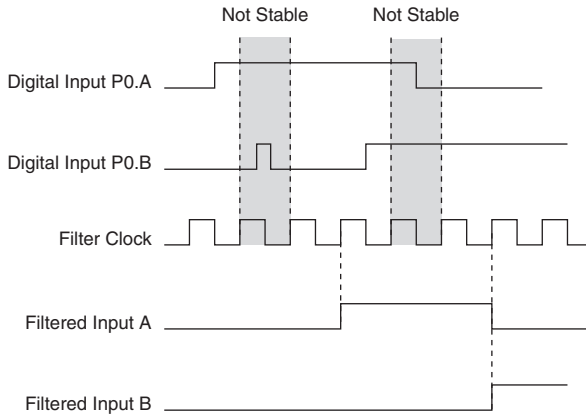 Not Stable
Not Stable
Digital Input P0.A
Digital Input P0.B
Filter Clock
Filtered Input A
Filtered Input B